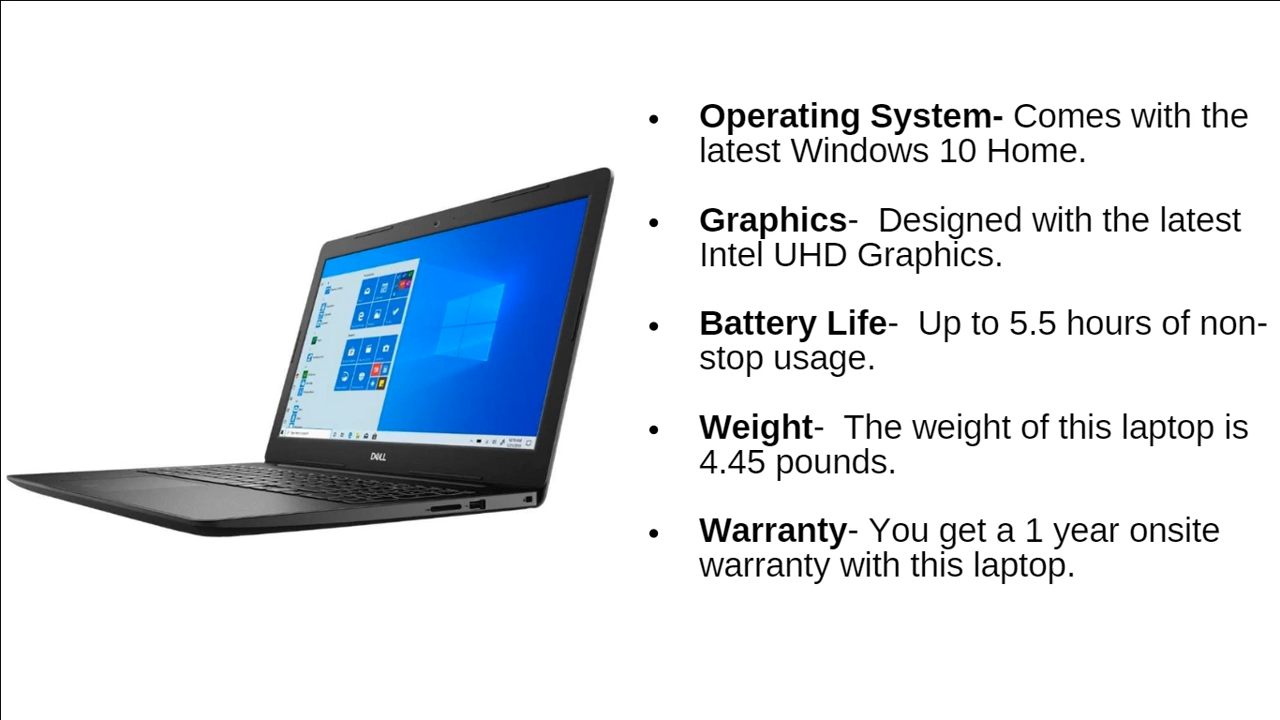 • Operating System- Comes with the
latest Windows 10 Home.
• Graphics-  Designed with the latest
Intel UHD Graphics.
• Battery Life-  Up to 5.5 hours of non-
stop usage.
• Weight-  The weight of this laptop is
4.45 pounds.
• Warranty- You get a 1 year onsite
warranty with this laptop.
DELL